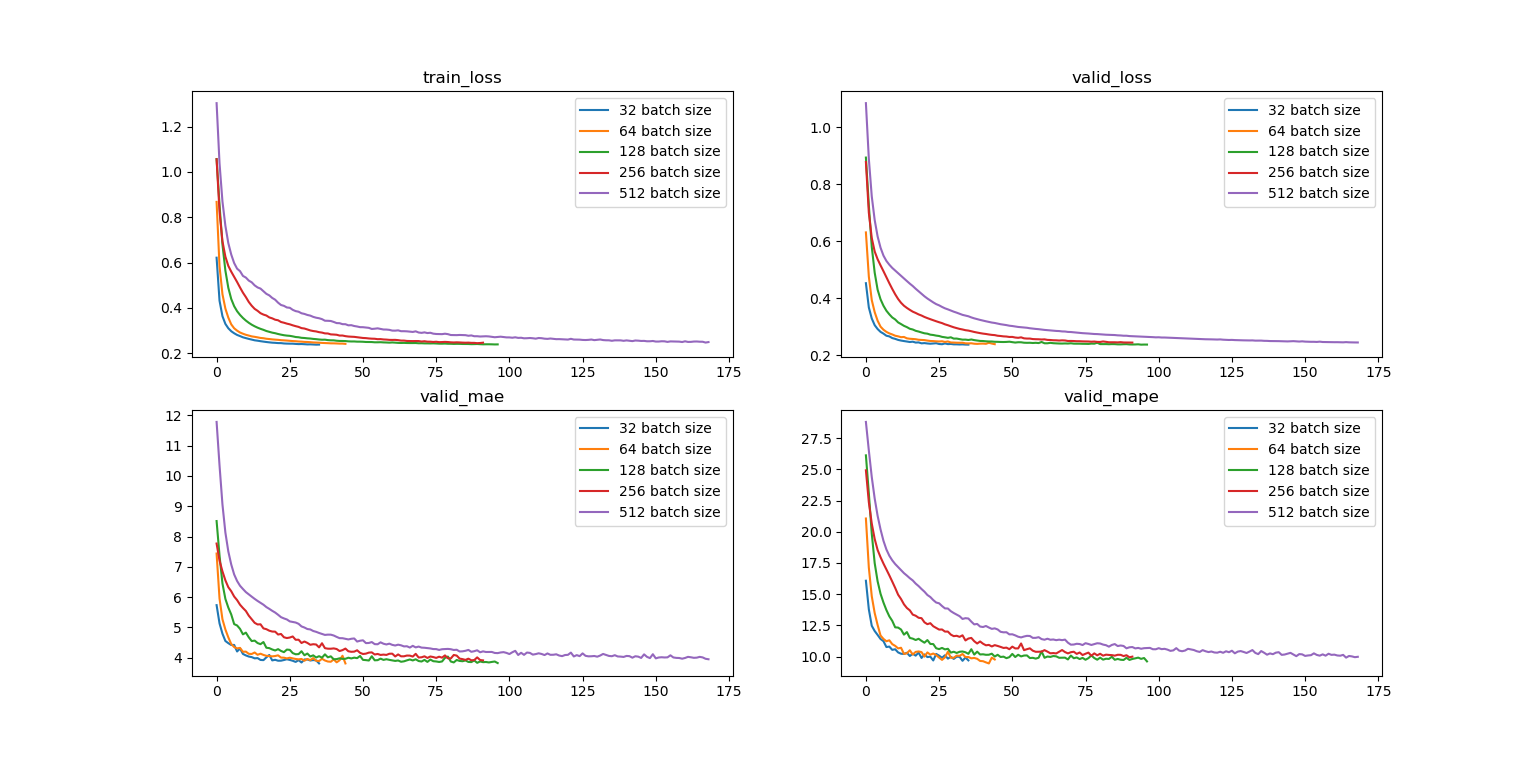 train_loss
1.2
1.0
0.8
0.6
0.4
0.2
0 25 50 75 100 125 150 175
32 batch size
64 batch size
128 batch size
256 batch size
512 batch size
valid_loss
1.0
0.8
0.6
0.4
0.2
0 25 50 75 100 125 150 175
32 batch size
64 batch size
128 batch size
256 batch size
512 batch size
valid_mae
12
11
10
9
8
7
6
5
4
0 25 50 75 100 125 150 175
32 batch size
64 batch size
128 batch size
256 batch size
512 batch size
valid_mape
27.5
25.0
22.5
20.0
17.5
15.0
12.5
10.0
0 25 50 75 100 125 150 175
32 batch size
64 batch size
128 batch size
256 batch size
512 batch size